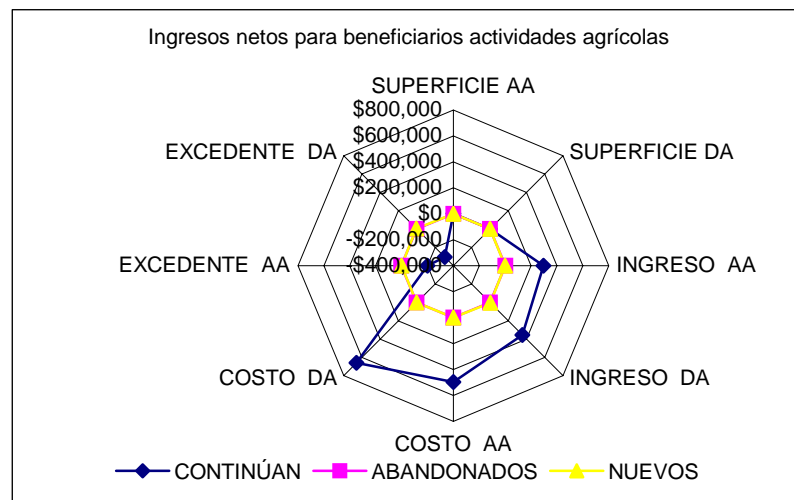 Ingresos netos para beneficiarios actividades agrícolas
SUPERFICIE AA
$800,000
$600,000
$400,000
$200,000
$0
-$200,000
-$400,000
EXCEDENTE DA
SUPERFICIE DA
EXCEDENTE AA
INGRESO AA
COSTO DA
INGRESO DA
COSTO AA
CONTINÚAN ABANDONADOS NUEVOS